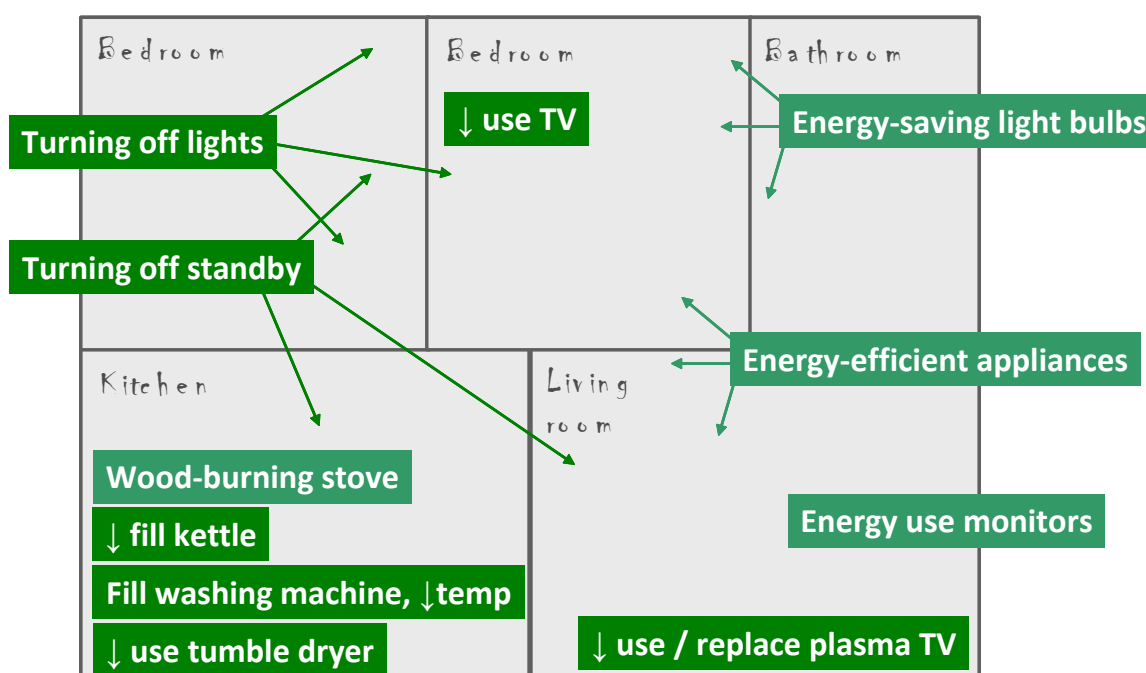 Bedroom
Bedroom
Bathroom
↓ use TV
Energy-saving light bulbs
Turning off lights
Turning off standby
Energy-efficient appliances
Kitchen
Living
room
Wood-burning stove
↓ fill kettle
Energy use monitors
Fill washing machine, ↓temp
↓ use tumble dryer
↓ use / replace plasma TV